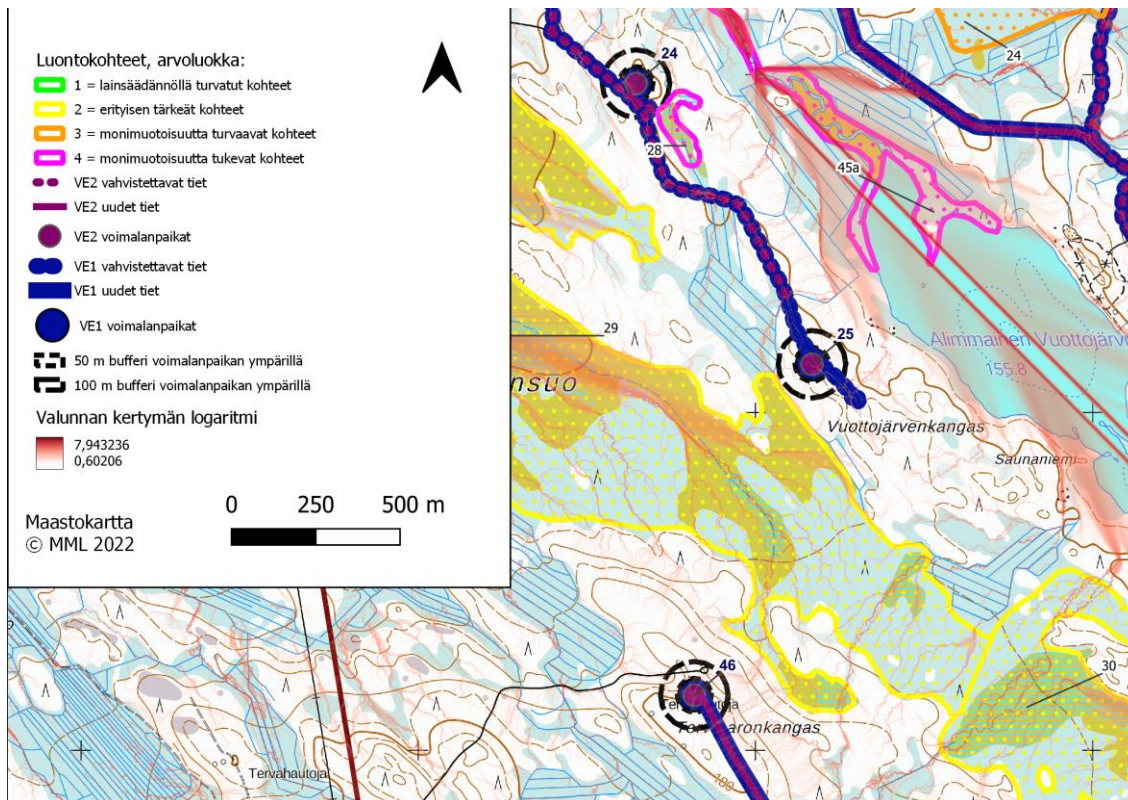 Luontokohteet, arvoluokka:
1 = lainsäädännöllä turvatut kohteet
2 = erityisen tärkeät kohteet
3 = monimuotoisuutta turvaavat kohteet
4 = monimuotoisuutta tukevat kohteet
VE2 vahvistettavat tiet
VE2 uudet tiet
VE2 voimalanpaikat
VE1 vahvistettavat tiet
VE1 uudet tiet
VE1 voimalanpaikat
50 m bufferi voimalanpaikan ympärillä
100 m bufferi voimalanpaikan ympärillä
Valunnan kertymän logaritmi
7,943236
0,60206
0 250 500 m
Maastokartta
© MML 2022
24
24
28
45a
29
25
Alimmainen Vuottojärvi
155.8
nsuo
Vuottojärvenkangas
Saunaniemi
30
46
Tervahautoja
180